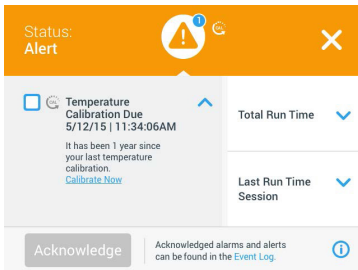 Status:
Alert
1
CAL
CAL
Temperature
Calibration Due
5/12/15 | 11:34:06AM
It has been 1 year since
your last temperature
calibration.
Calibrate Now
Total Run Time
Last Run Time
Session
Acknowledge
Acknowledged alarms and alerts
can be found in the Event Log.